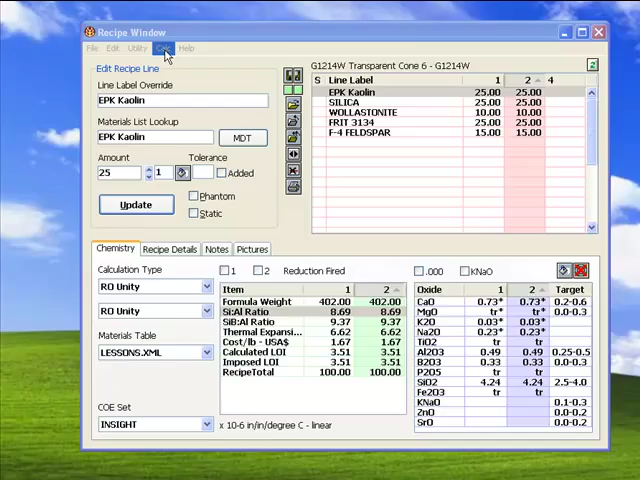 Recipe Window
File Edit Utility Calc Help
Edit Recipe Line
Line Label Override
EPK Kaolin
Materials List Lookup
EPK Kaolin
MDT
Amount Tolerance
25 1 Added
Update
Phantom
Static
G1214W Transparent Cone 6 - G1214W 2
S Line Label 1 2 4
EPK Kaolin 25.00 25.00
SILICA 25.00 25.00
WOLLASTONITE 10.00 10.00
FRIT 3134 25.00 25.00
F-4 FELDSPAR 15.00 15.00
Chemistry Recipe Details Notes Pictures
Calculation Type
RO Unity
RO Unity
Materials Table
LESSONS.XML
COE Set
INSIGHT
1 2 Reduction Fired
Item 1 2
Formula Weight 402.00 402.00
Si:Al Ratio 8.69 8.69
SiB:Al Ratio 9.37 9.37
Thermal Expansi... 6.62 6.62
Cost/lb - USA$ 1.67 1.67
Calculated LOI 3.51 3.51
Imposed LOI 3.51 3.51
RecipeTotal 100.00 100.00
x 10-6 in/in/degree C - linear
.000 KNaO
Oxide 1 2 Target
CaO 0.73* 0.73* 0.2-0.6
MgO tr* tr* 0.0-0.3
K2O 0.03* 0.03*
Na2O 0.23* 0.23*
TiO2 tr tr
Al2O3 0.49 0.49 0.25-0.5
B2O3 0.33 0.33 0.0-0.3
P2O5 tr tr
SiO2 4.24 4.24 2.5-4.0
Fe2O3 tr tr
KNaO 0.1-0.3
ZnO 0.0-0.2
SrO 0.0-0.2